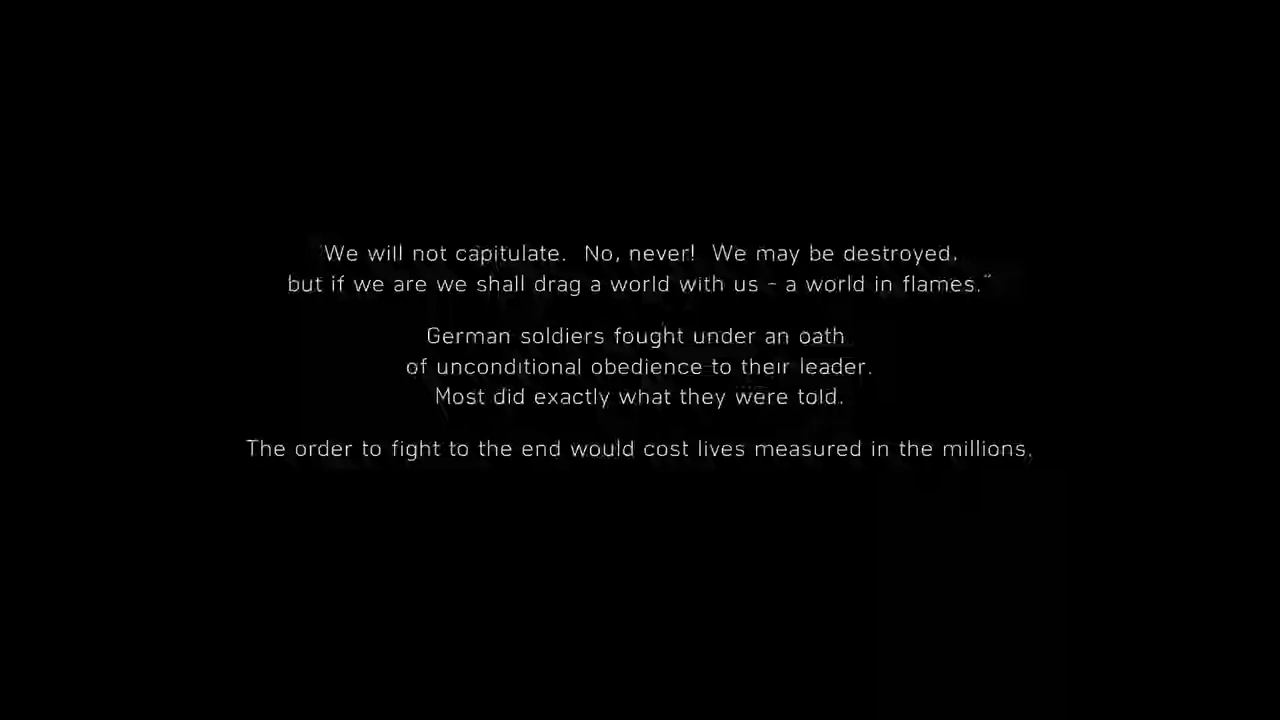 "We will not capitulate. No, never! We may be destroyed,
but if we are we shall drag a world with us - a world in flames."
German soldiers fought under an oath
of unconditional obedience to their leader.
Most did exactly what they were told.
The order to fight to the end would cost lives measured in the millions.